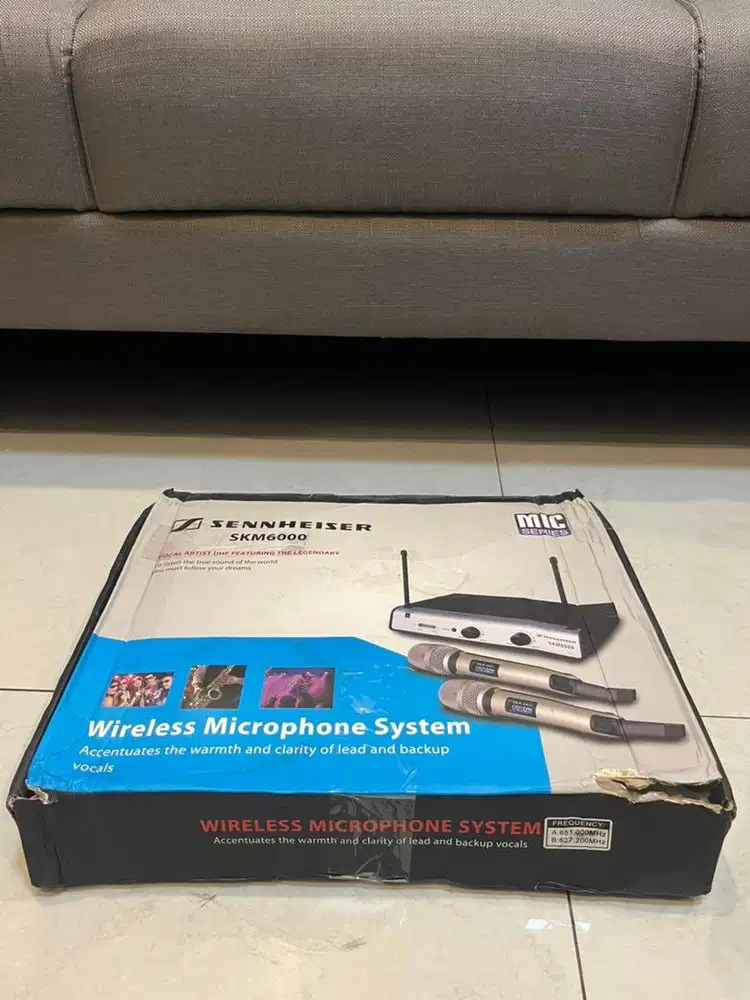 SENNHEISER
SKM6000
MIC
SERIES
VOCAL ARTIST UHF FEATURING THE LEGENDARY
To listen the true sound of the world
you must follow your dreams
SKM6000
Wireless Microphone System
Accentuates the warmth and clarity of lead and backup
vocals
WIRELESS MICROPHONE SYSTEM
Accentuates the warmth and clarity of lead and backup vocals
FREQUENCY:
A:651.000MHz
B:627.200MHz